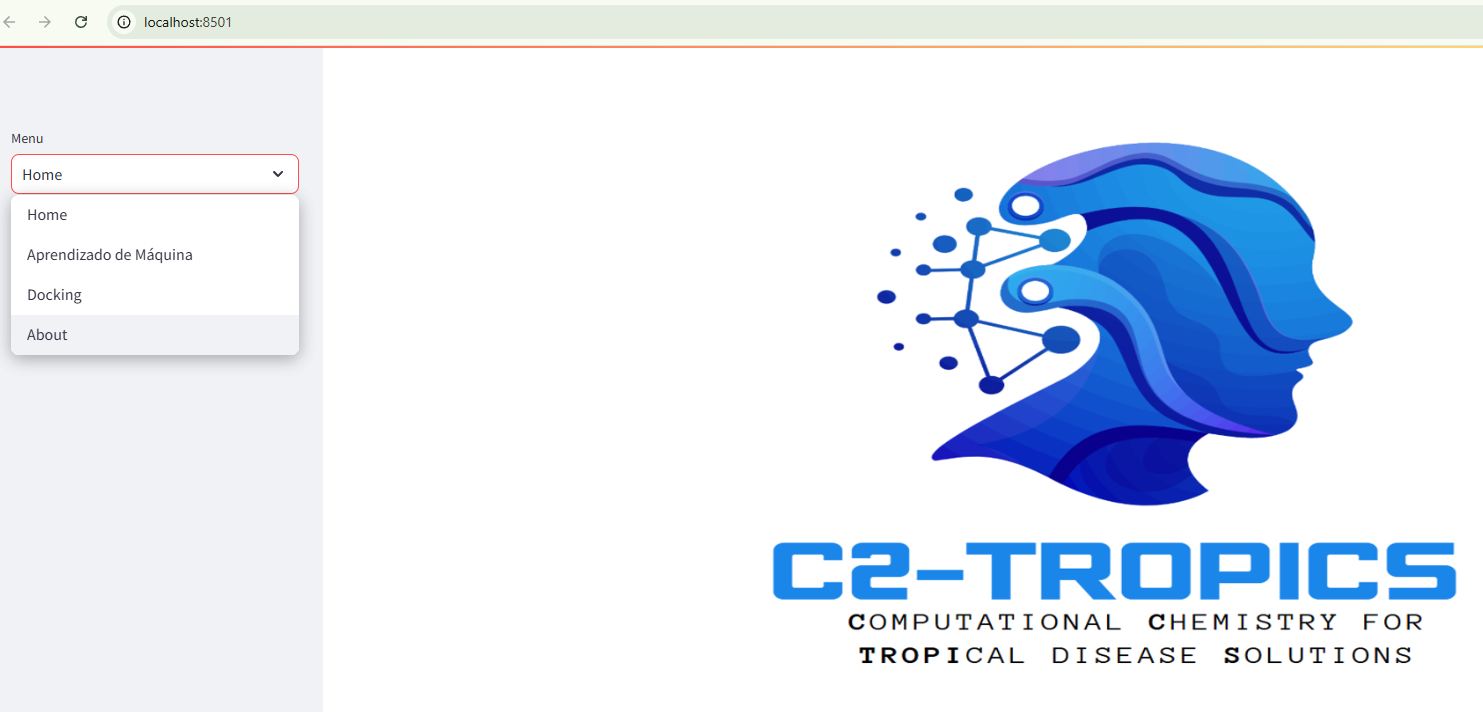 localhost:8501
Menu
Home
Home
Aprendizado de Máquina
Docking
About
C2-TROPICS
COMPUTATIONAL CHEMISTRY FOR
TROPICAL DISEASE SOLUTIONS